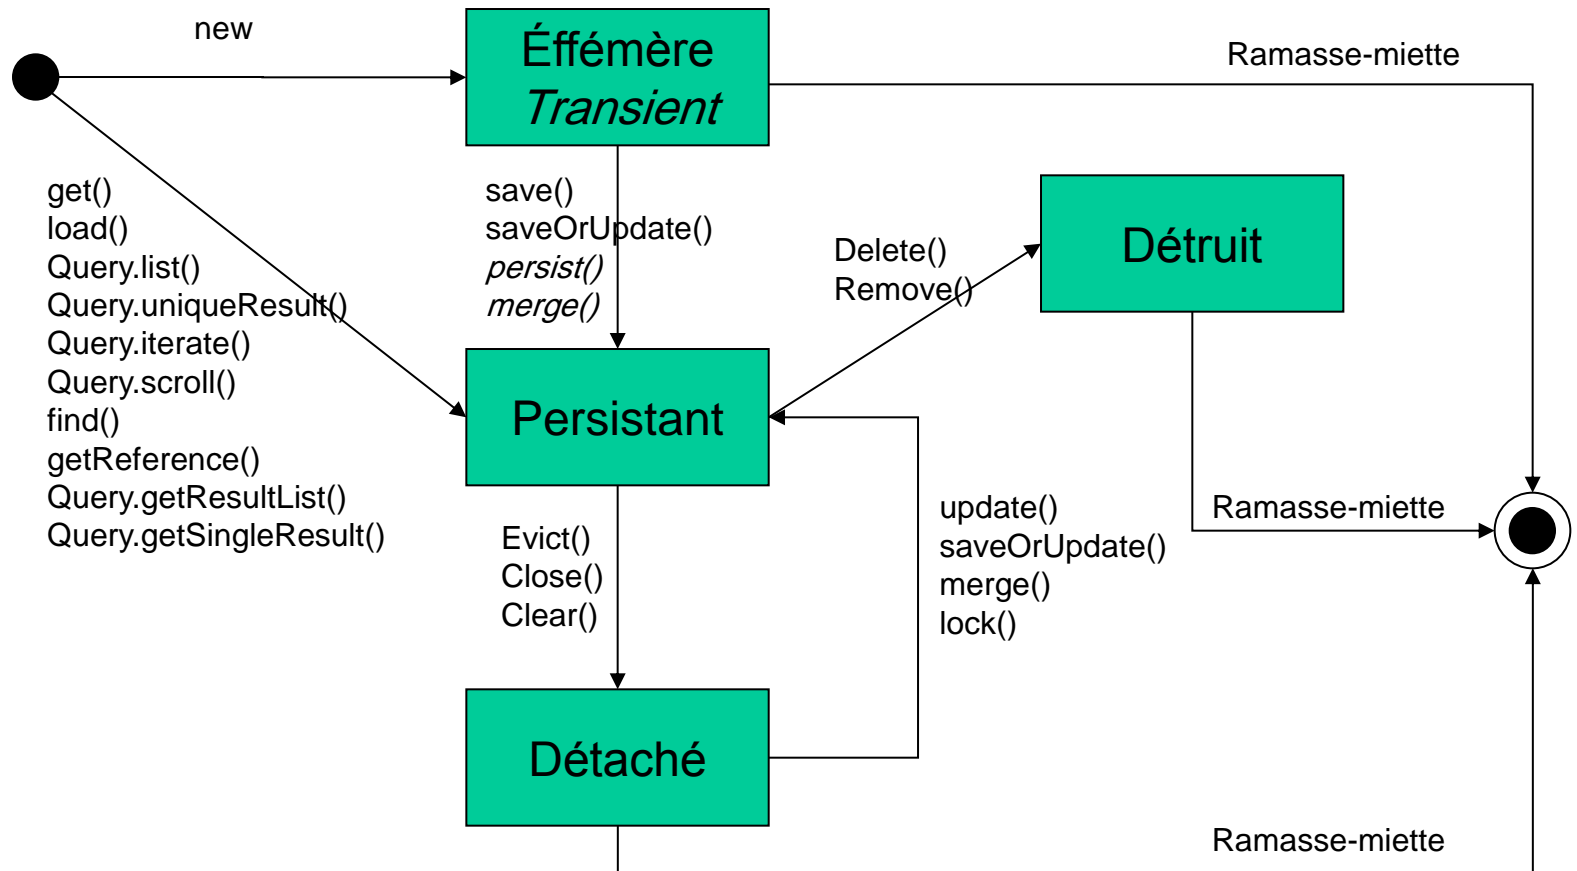 new
Éffémère
Transient
Ramasse-miette
get()
load()
Query.list()
Query.uniqueResult()
Query.iterate()
Query.scroll()
find()
getReference()
Query.getResultList()
Query.getSingleResult()
save()
saveOrUpdate()
persist()
merge()
Delete()
Remove()
Détruit
Persistant
Evict()
Close()
Clear()
update()
saveOrUpdate()
merge()
lock()
Ramasse-miette
Détaché
Ramasse-miette